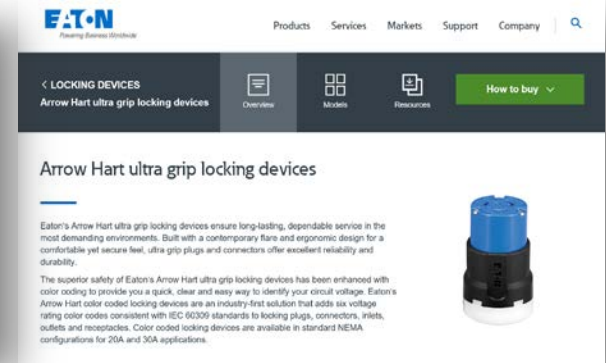 EATON
Powering Business Worldwide
Products Services Markets Support Company
< LOCKING DEVICES
Arrow Hart ultra grip locking devices
Overview
Models
Resources
How to buy
Arrow Hart ultra grip locking devices
Eaton's Arrow Hart ultra grip locking devices ensure long-lasting, dependable service in the
most demanding environments. Built with a contemporary flare and ergonomic design for a
comfortable yet secure feel, ultra grip plugs and connectors offer excellent reliability and
durability.
The superior safety of Eaton's Arrow Hart ultra grip locking devices has been enhanced with
color coding to provide you a quick, clear and easy way to identify your circuit voltage. Eaton's
Arrow Hart color coded locking devices are an industry-first solution that adds six voltage
rating color codes consistent with IEC 60309 standards to locking plugs, connectors, inlets,
outlets and receptacles. Color coded locking devices are available in standard NEMA
configurations for 20A and 30A applications.